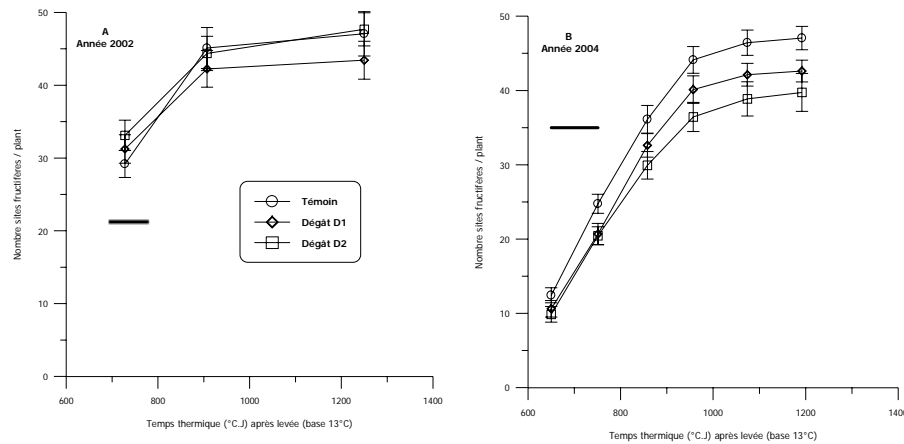 A
Année 2002
50
40
30
20
10
0
600
800
1000
1200
1400
Nombre sites fructifères / plant
Temps thermique (°C.J) après levée (base 13°C)
Témoin
Dégât D1
Dégât D2
B
Année 2004
50
40
30
20
10
0
600
800
1000
1200
1400
Nombre sites fructifères / plant
Temps thermique (°C.J) après levée (base 13°C)